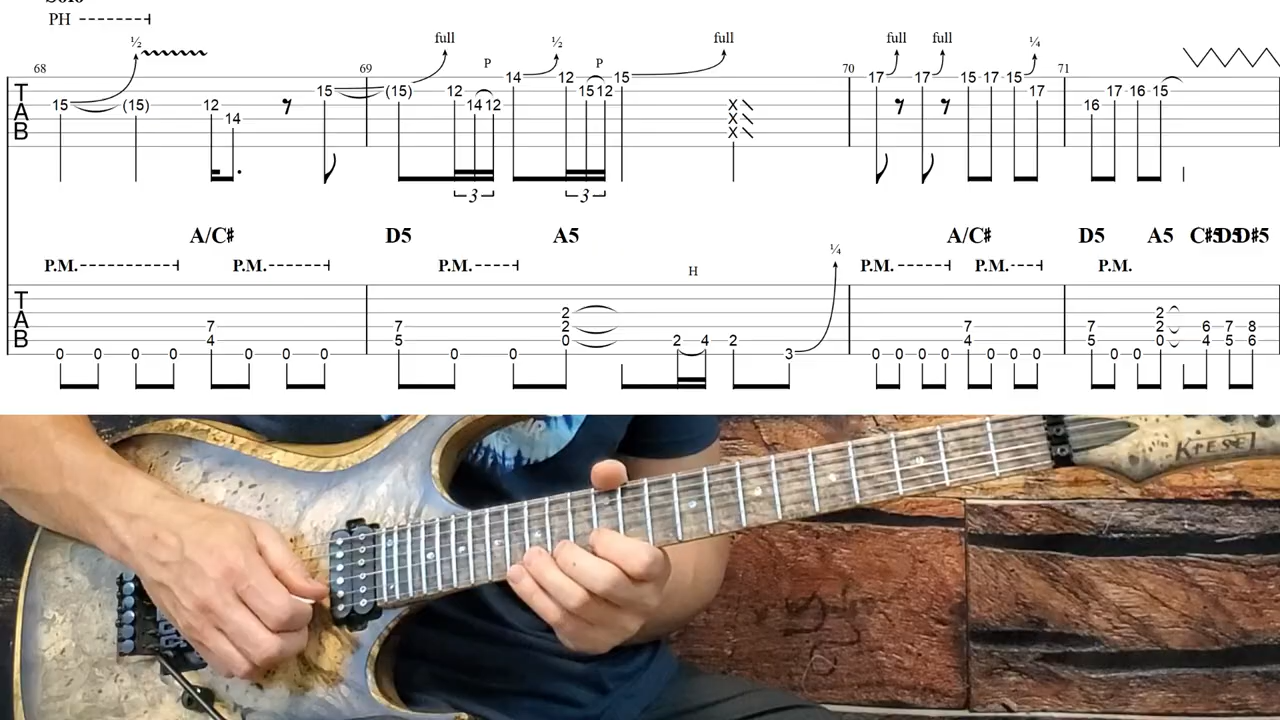 PH
½
68 15 (15) 12 14 15
69 (15) full 12 14 P 12 14 ½ 12 15 P 12 15 full X X X
3 3
70 17 full 17 full 15 17 15 ¼ 17
71 16 17 16 15
T A B
A/C♯ D5 A5 A/C♯ D5 A5 C♯5 D5 D♯5
P.M. P.M. P.M. H ¼ P.M. P.M. P.M.
T A B
0 0 0 0 7 4 0 0 0
7 5 0 0 2 2 0 2 4 2 3
0 0 0 0 7 4 0 0 0
7 5 0 0 2 2 0 6 4 7 5 8 6
KIESEL